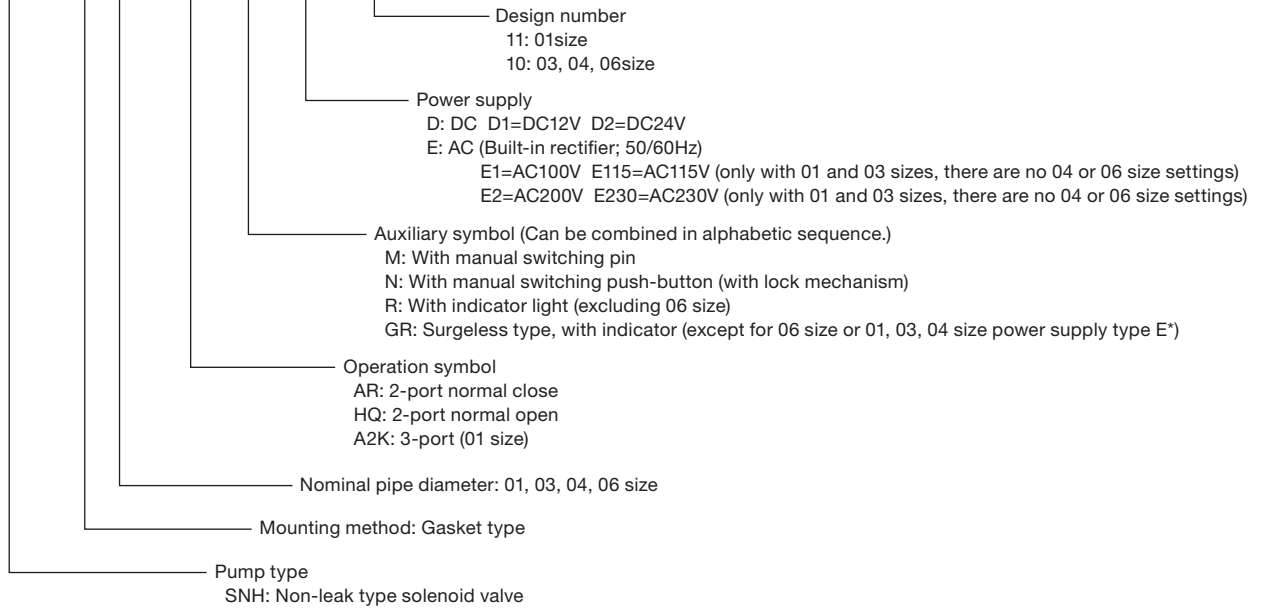 Design number
11: 01size
10: 03, 04, 06size
Power supply
D: DC D1=DC12V D2=DC24V
E: AC (Built-in rectifier; 50/60Hz)
E1=AC100V E115=AC115V (only with 01 and 03 sizes, there are no 04 or 06 size settings)
E2=AC200V E230=AC230V (only with 01 and 03 sizes, there are no 04 or 06 size settings)
Auxiliary symbol (Can be combined in alphabetic sequence.)
M: With manual switching pin
N: With manual switching push-button (with lock mechanism)
R: With indicator light (excluding 06 size)
GR: Surgeless type, with indicator (except for 06 size or 01, 03, 04 size power supply type E*)
Operation symbol
AR: 2-port normal close
HQ: 2-port normal open
A2K: 3-port (01 size)
Nominal pipe diameter: 01, 03, 04, 06 size
Mounting method: Gasket type
Pump type
SNH: Non-leak type solenoid valve